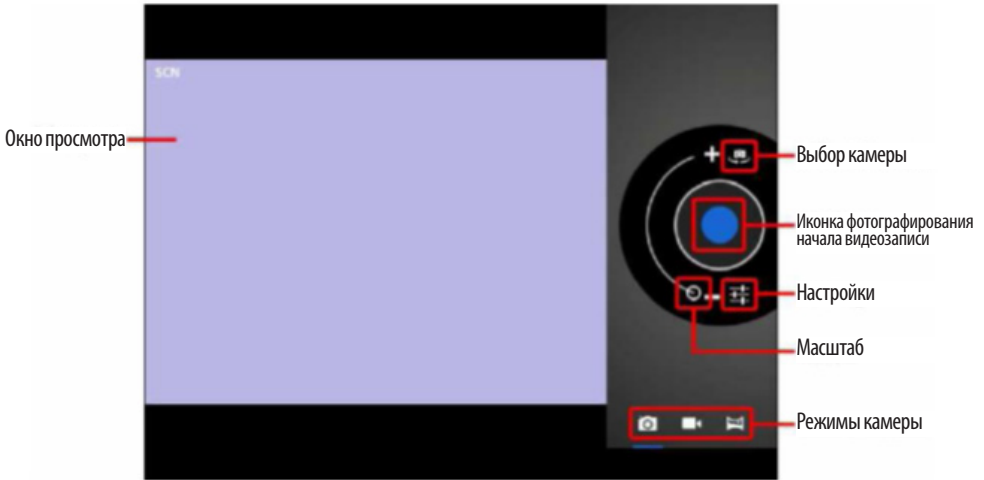 SCN
Окно просмотра
Выбор камеры
Иконка фотографирования
начала видеозаписи
Настройки
Масштаб
Режимы камеры